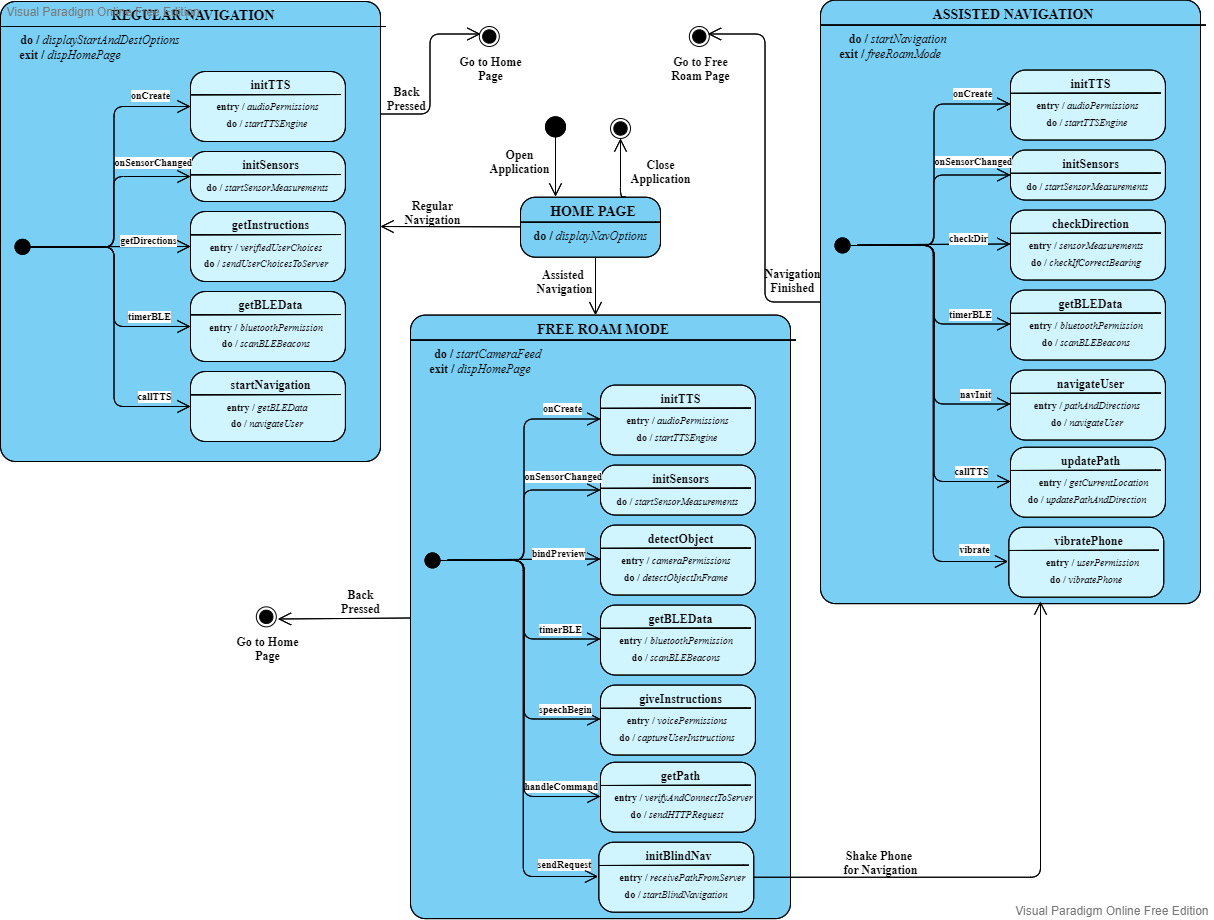 Visual Paradigm Online Free Edition
REGULAR NAVIGATION
do / displayStartAndDestOptions
exit / dispHomePage
onCreate
initTTS
entry / audioPermissions
do / startTTSEngine
onSensorChanged
initSensors
do / startSensorMeasurements
getDirections
getInstructions
entry / verifiedUserChoices
do / sendUserChoicesToServer
timerBLE
getBLEData
entry / bluetoothPermission
do / scanBLEBeacons
callTTS
startNavigation
entry / getBLEData
do / navigateUser
Back
Pressed
Go to Home
Page
Go to Free
Roam Page
Open
Application
Close
Application
Regular
Navigation
HOME PAGE
do / displayNavOptions
Assisted
Navigation
Navigation
Finished
ASSISTED NAVIGATION
do / startNavigation
exit / freeRoamMode
onCreate
initTTS
entry / audioPermissions
do / startTTSEngine
onSensorChanged
initSensors
do / startSensorMeasurements
checkDir
checkDirection
entry / sensorMeasurements
do / checkIfCorrectBearing
timerBLE
getBLEData
entry / bluetoothPermission
do / scanBLEBeacons
navInit
navigateUser
entry / pathAndDirections
do / navigateUser
callTTS
updatePath
entry / getCurrentLocation
do / updatePathAndDirection
vibrate
vibratePhone
entry / userPermission
do / vibratePhone
FREE ROAM MODE
do / startCameraFeed
exit / dispHomePage
onCreate
initTTS
entry / audioPermissions
do / startTTSEngine
onSensorChanged
initSensors
do / startSensorMeasurements
bindPreview
detectObject
entry / cameraPermissions
do / detectObjectInFrame
timerBLE
getBLEData
entry / bluetoothPermission
do / scanBLEBeacons
speechBegin
giveInstructions
entry / voicePermissions
do / captureUserInstructions
handleCommand
getPath
entry / verifyAndConnectToServer
do / sendHTTPRequest
sendRequest
initBlindNav
entry / receivePathFromServer
do / startBlindNavigation
Back
Pressed
Go to Home
Page
Shake Phone
for Navigation
Visual Paradigm Online Free Edition